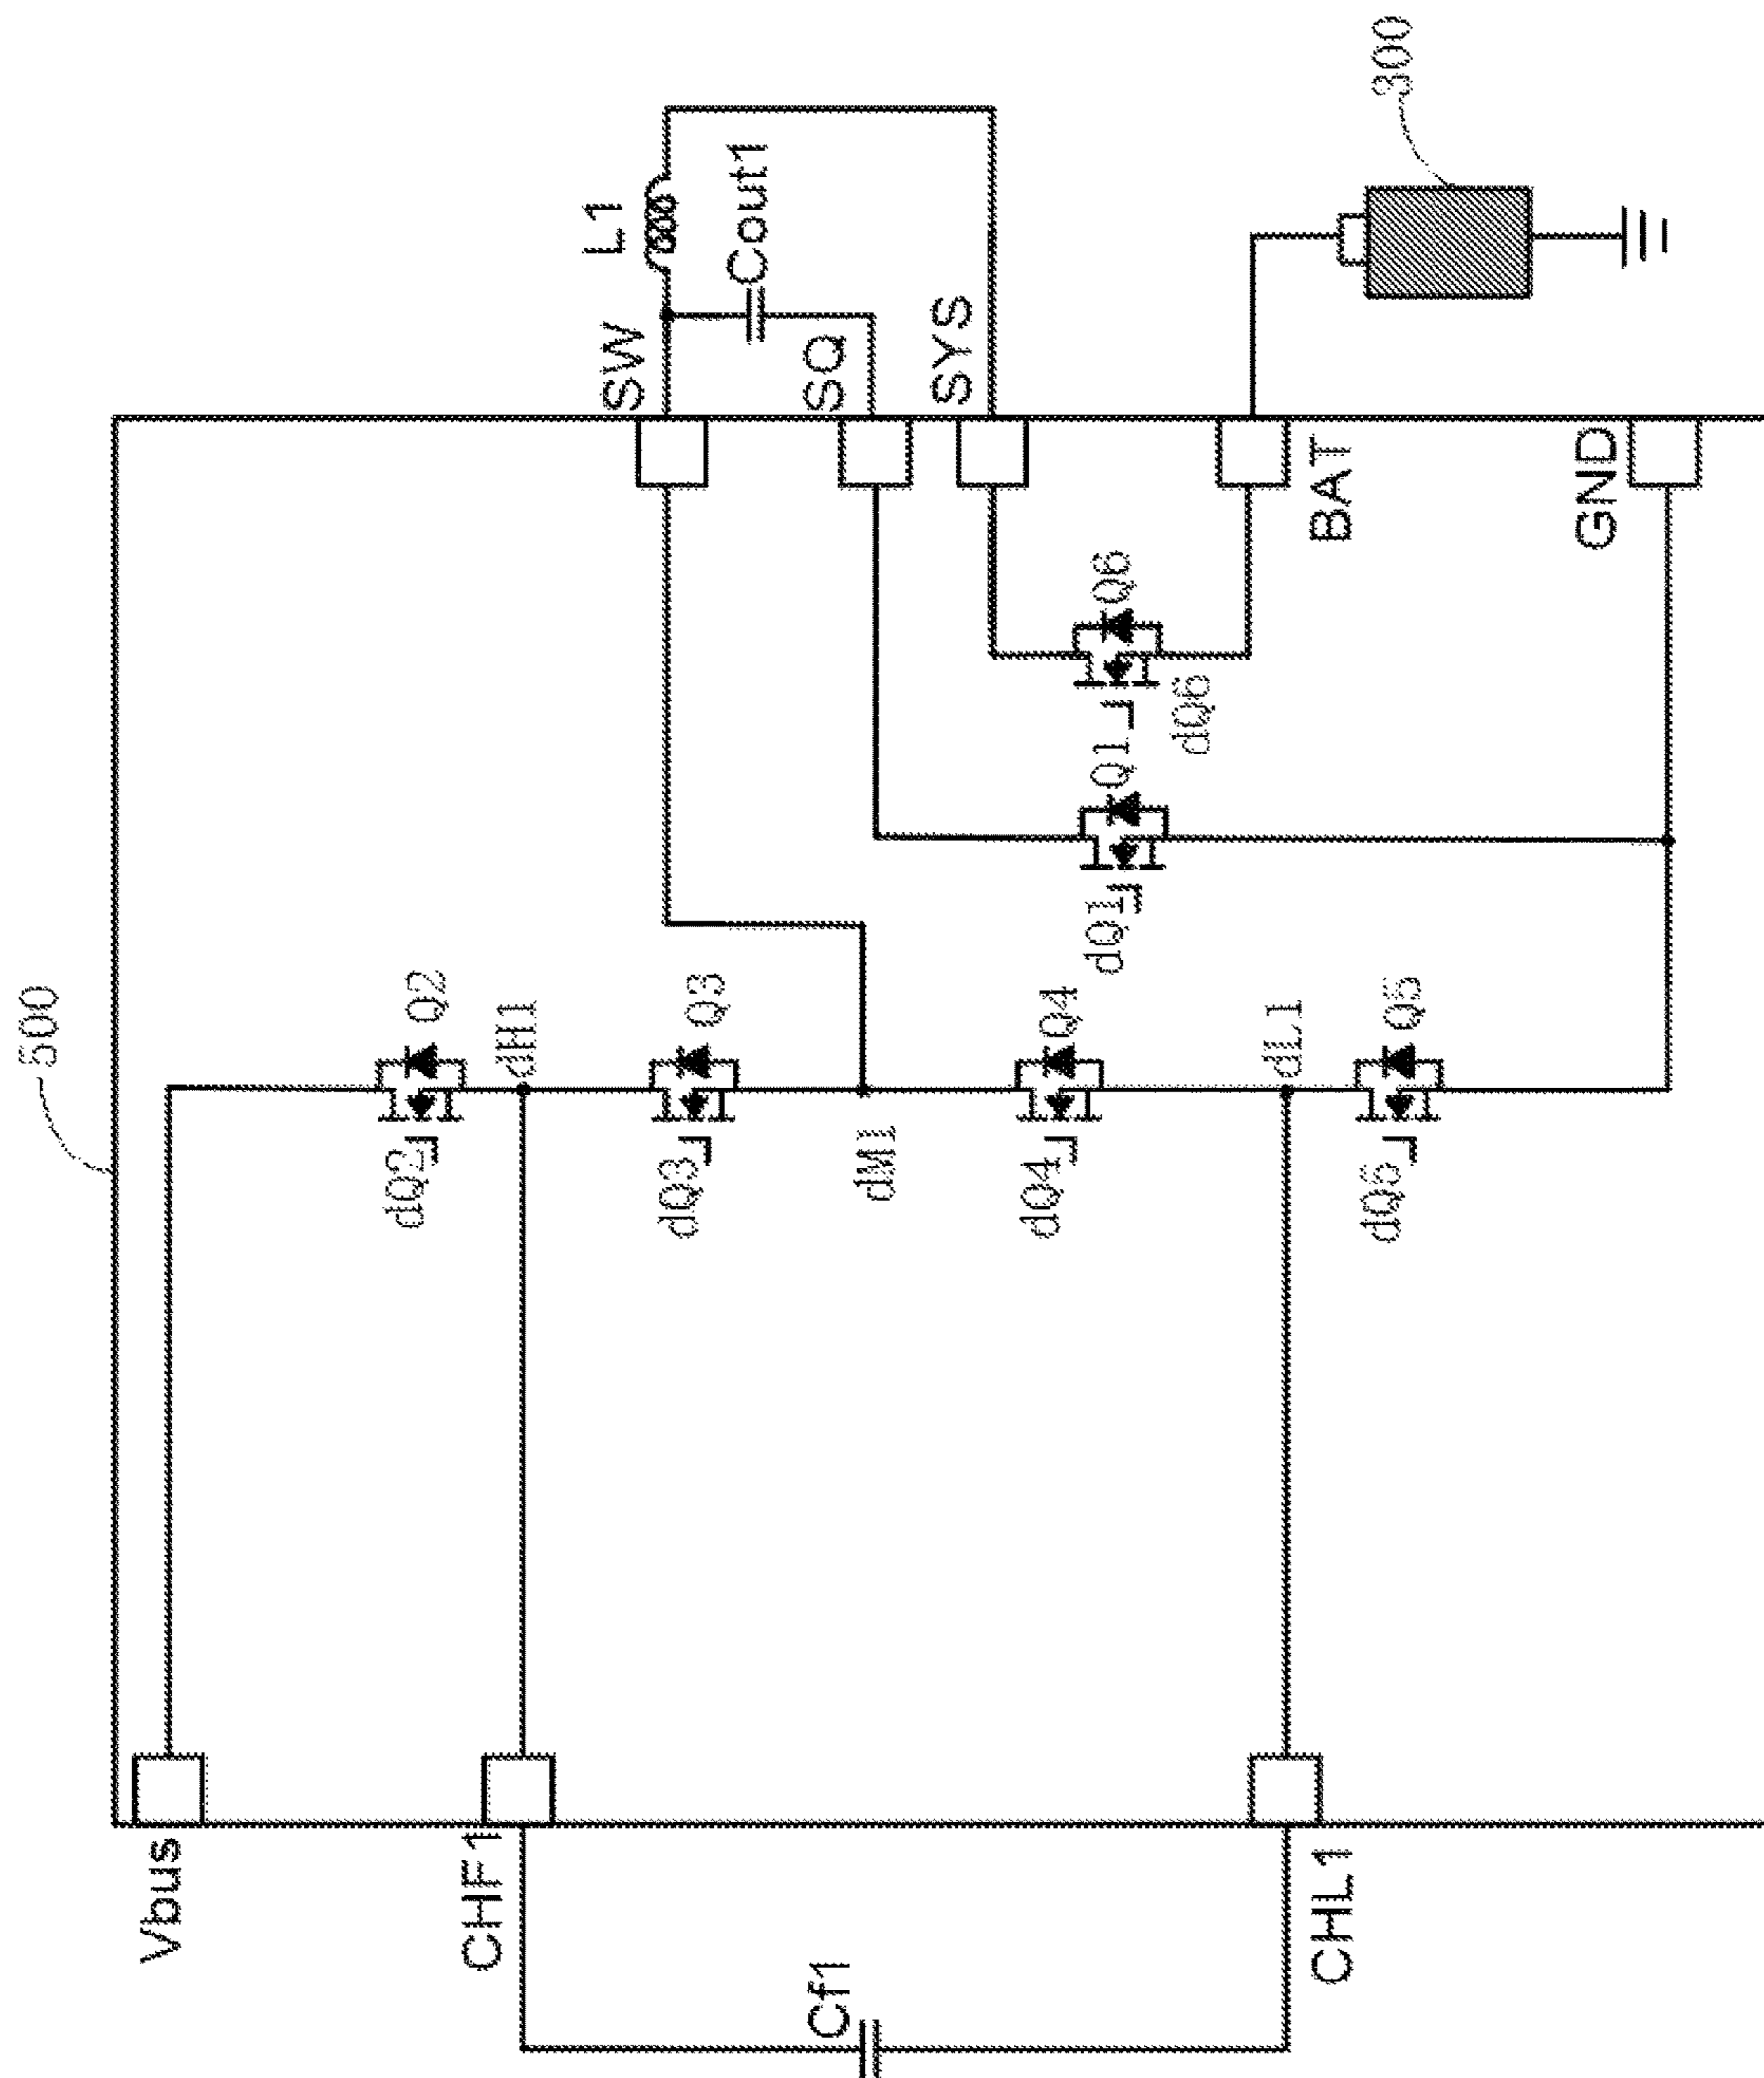 500
Vbus
CHF1
Cf1
CHL1
dQ2
Q2
dH1
dQ3
Q3
dM1
dQ4
Q4
dL1
dQ5
Q5
dQ1
Q1
dQ6
Q6
SW
L1
Cout1
SQ
SYS
BAT
GND
300